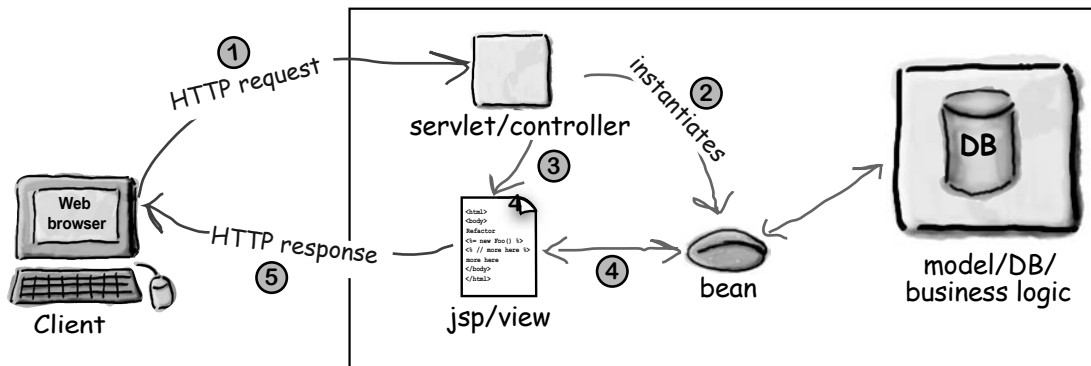 1
HTTP request
servlet/controller
instantiates
2
3
DB
Web
browser
Client
HTTP response
5
4
<html>
<body>
Refactor
<%= new Foo() %>
<% // more here %>
more here
</body>
</html>
jsp/view
4
bean
model/DB/
business logic